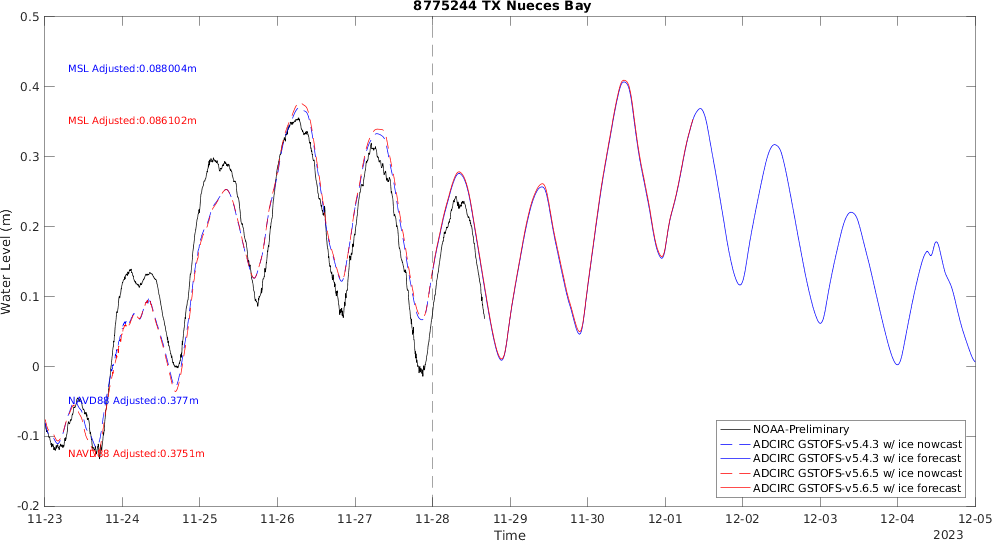 8775244 TX Nueces Bay
0.5
0.4
0.3
0.2
0.1
0
-0.1
-0.2
Water Level (m)
MSL Adjusted:0.088004m
MSL Adjusted:0.086102m
NAVD88 Adjusted:0.377m
NAVD88 Adjusted:0.3751m
NOAA-Preliminary
ADCIRC GSTOFS-v5.4.3 w/ ice nowcast
ADCIRC GSTOFS-v5.4.3 w/ ice forecast
ADCIRC GSTOFS-v5.6.5 w/ ice nowcast
ADCIRC GSTOFS-v5.6.5 w/ ice forecast
11-23 11-24 11-25 11-26 11-27 11-28 11-29 11-30 12-01 12-02 12-03 12-04 12-05
Time
2023